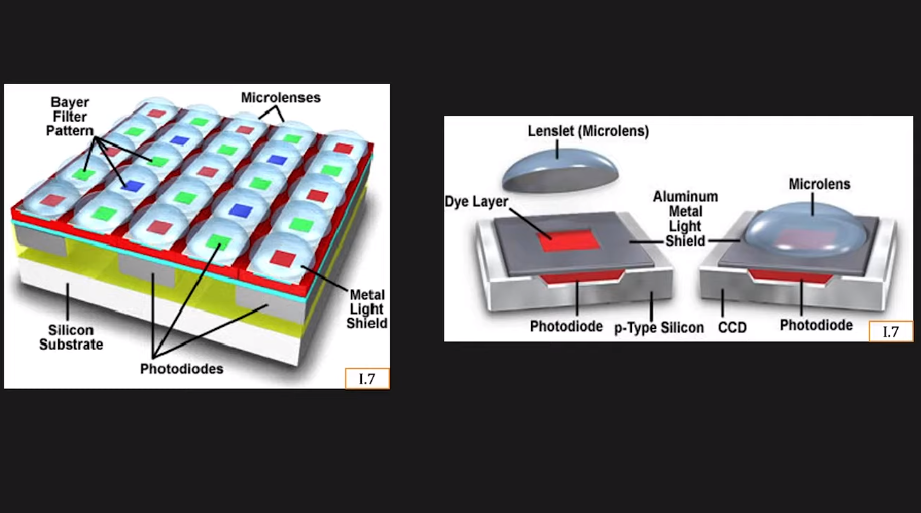 Bayer
Filter
Pattern
Microlenses
Metal
Light
Shield
Silicon
Substrate
Photodiodes
I.7
Lenslet (Microlens)
Dye Layer
Aluminum
Metal
Light
Shield
Microlens
Photodiode
p-Type Silicon
CCD
Photodiode
I.7